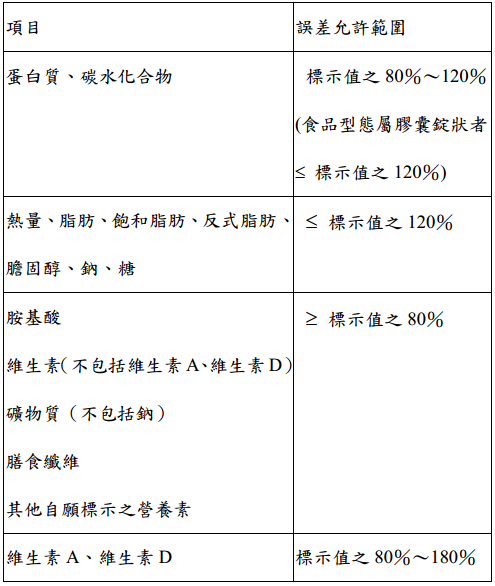 項目
誤差允許範圍
蛋白質、碳水化合物
標示值之 80%~120%
(食品型態屬膠囊錠狀者
≤ 標示值之 120%)
熱量、脂肪、飽和脂肪、反式脂肪、
膽固醇、鈉、糖
≤ 標示值之 120%
胺基酸
維生素(不包括維生素 A、維生素 D)
礦物質(不包括鈉)
膳食纖維
其他自願標示之營養素
≥ 標示值之 80%
維生素 A、維生素 D
標示值之 80%~180%